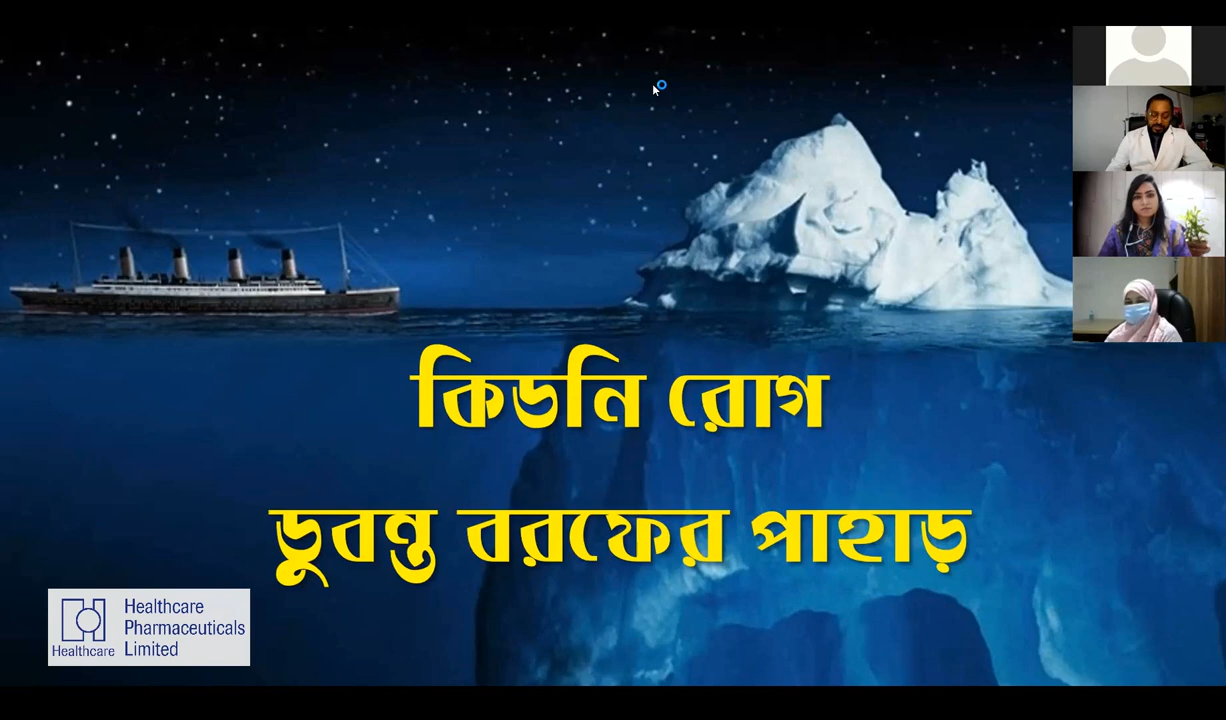 কিডনি রোগ
ডুবন্ত বরফের পাহাড়
Healthcare
Pharmaceuticals
Limited
Healthcare